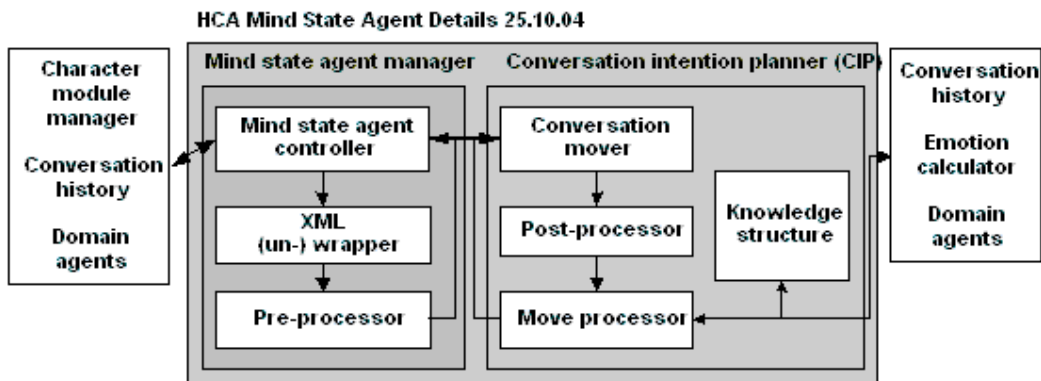 HCA Mind State Agent Details 25.10.04
Character
module
manager
Conversation
history
Domain
agents
Mind state agent manager
Mind state agent
controller
XML
(un-) wrapper
Pre-processor
Conversation intention planner (CIP)
Conversation
mover
Post-processor
Move processor
Knowledge
structure
Conversation
history
Emotion
calculator
Domain
agents